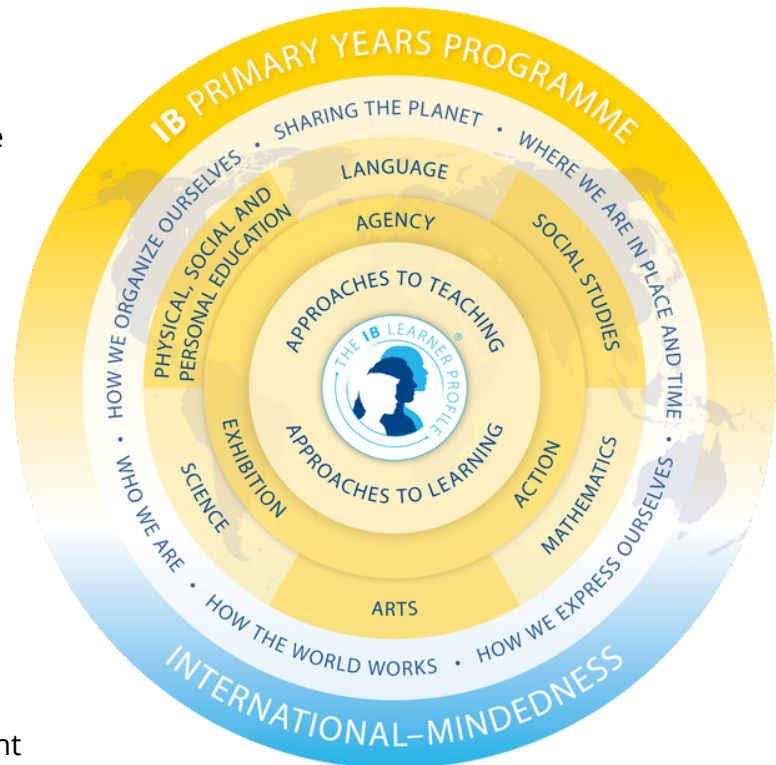 e
IB PRIMARY YEARS PROGRAMME
HOW WE ORGANIZE OURSELVES • SHARING THE PLANET • WHERE WE ARE IN PLACE AND TIME •
LANGUAGE
PHYSICAL, SOCIAL AND
PERSONAL EDUCATION
SOCIAL STUDIES
AGENCY
APPROACHES TO TEACHING
THE IB LEARNER PROFILE
®
APPROACHES TO LEARNING
EXHIBITION
ACTION
SCIENCE
MATHEMATICS
ARTS
• WHO WE ARE • HOW THE WORLD WORKS • HOW WE EXPRESS OURSELVES
INTERNATIONAL–MINDEDNESS
nt